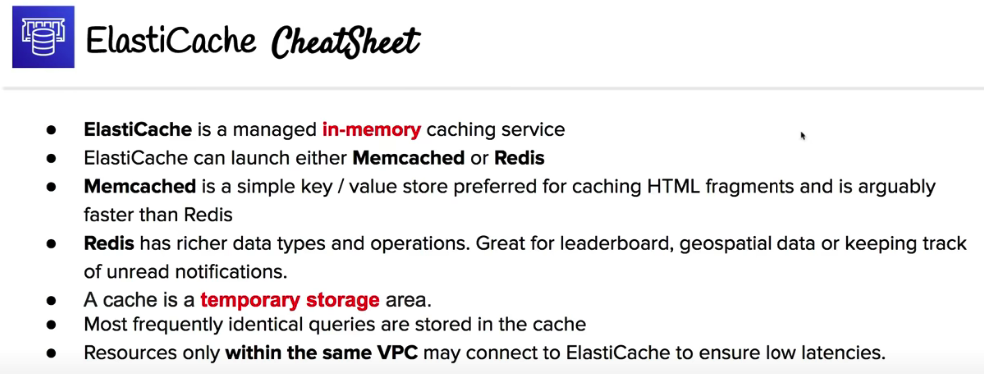 ElastiCache CheatSheet
● ElastiCache is a managed in-memory caching service
● ElastiCache can launch either Memcached or Redis
● Memcached is a simple key / value store preferred for caching HTML fragments and is arguably
faster than Redis
● Redis has richer data types and operations. Great for leaderboard, geospatial data or keeping track
of unread notifications.
● A cache is a temporary storage area.
● Most frequently identical queries are stored in the cache
● Resources only within the same VPC may connect to ElastiCache to ensure low latencies.